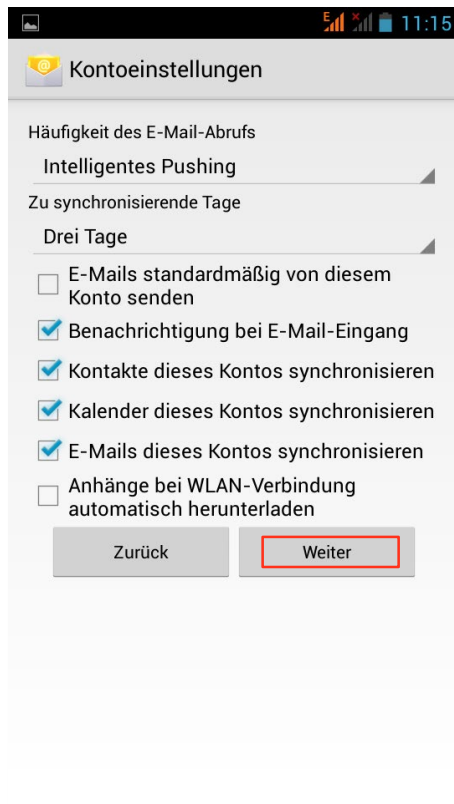 E 11:15
Kontoeinstellungen
Häufigkeit des E-Mail-Abrufs
Intelligentes Pushing
Zu synchronisierende Tage
Drei Tage
E-Mails standardmäßig von diesem
Konto senden
Benachrichtigung bei E-Mail-Eingang
Kontakte dieses Kontos synchronisieren
Kalender dieses Kontos synchronisieren
E-Mails dieses Kontos synchronisieren
Anhänge bei WLAN-Verbindung
automatisch herunterladen
Zurück Weiter